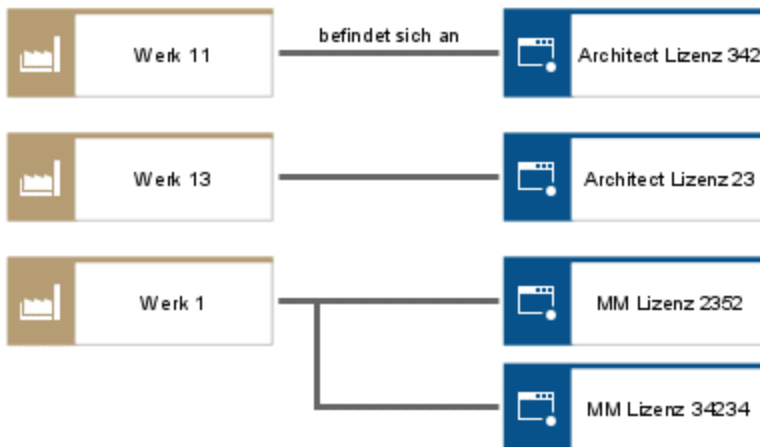 befindet sich an
Werk 11
Architect Lizenz 342
Werk 13
Architect Lizenz 23
Werk 1
MM Lizenz 2352
MM Lizenz 34234